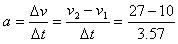 a = Δv/Δt = (v₂ − v₁)/Δt = (27 − 10)/3.57